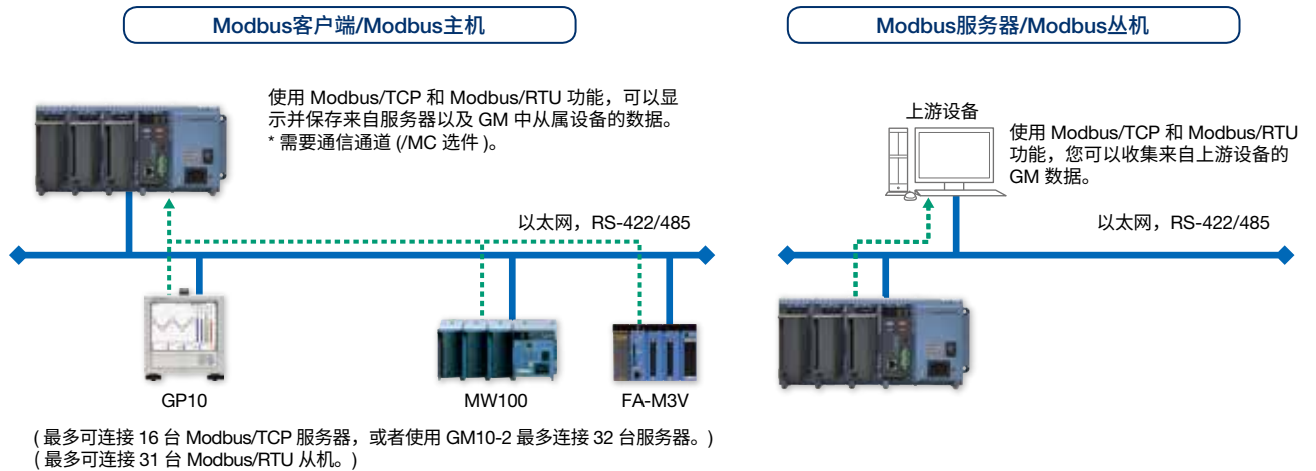 Modbus客户端/Modbus主机
使用 Modbus/TCP 和 Modbus/RTU 功能，可以显
示并保存来自服务器以及 GM 中从属设备的数据。
* 需要通信通道 (/MC 选件 )。
以太网，RS-422/485
GP10
MW100
FA-M3V
( 最多可连接 16 台 Modbus/TCP 服务器，或者使用 GM10-2 最多连接 32 台服务器。)
( 最多可连接 31 台 Modbus/RTU 从机。)
Modbus服务器/Modbus丛机
上游设备
使用 Modbus/TCP 和 Modbus/RTU
功能，您可以收集来自上游设备的
GM 数据。
以太网，RS-422/485